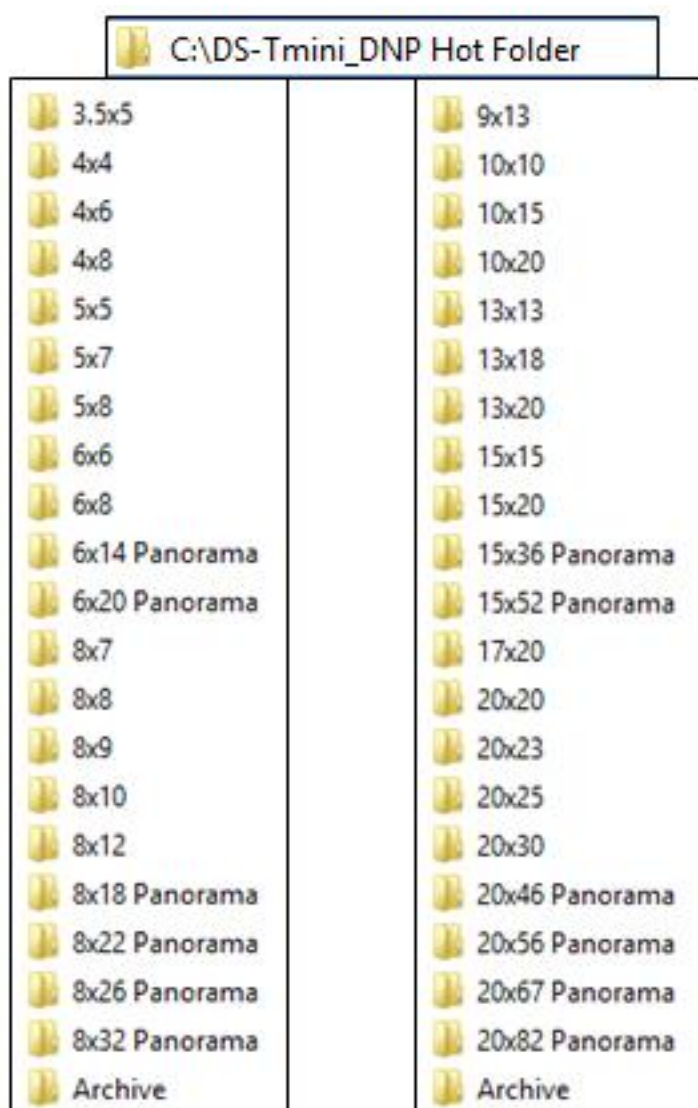 C:\DS-Tmini_DNP Hot Folder
3.5x5
4x4
4x6
4x8
5x5
5x7
5x8
6x6
6x8
6x14 Panorama
6x20 Panorama
8x7
8x8
8x9
8x10
8x12
8x18 Panorama
8x22 Panorama
8x26 Panorama
8x32 Panorama
Archive
9x13
10x10
10x15
10x20
13x13
13x18
13x20
15x15
15x20
15x36 Panorama
15x52 Panorama
17x20
20x20
20x23
20x25
20x30
20x46 Panorama
20x56 Panorama
20x67 Panorama
20x82 Panorama
Archive